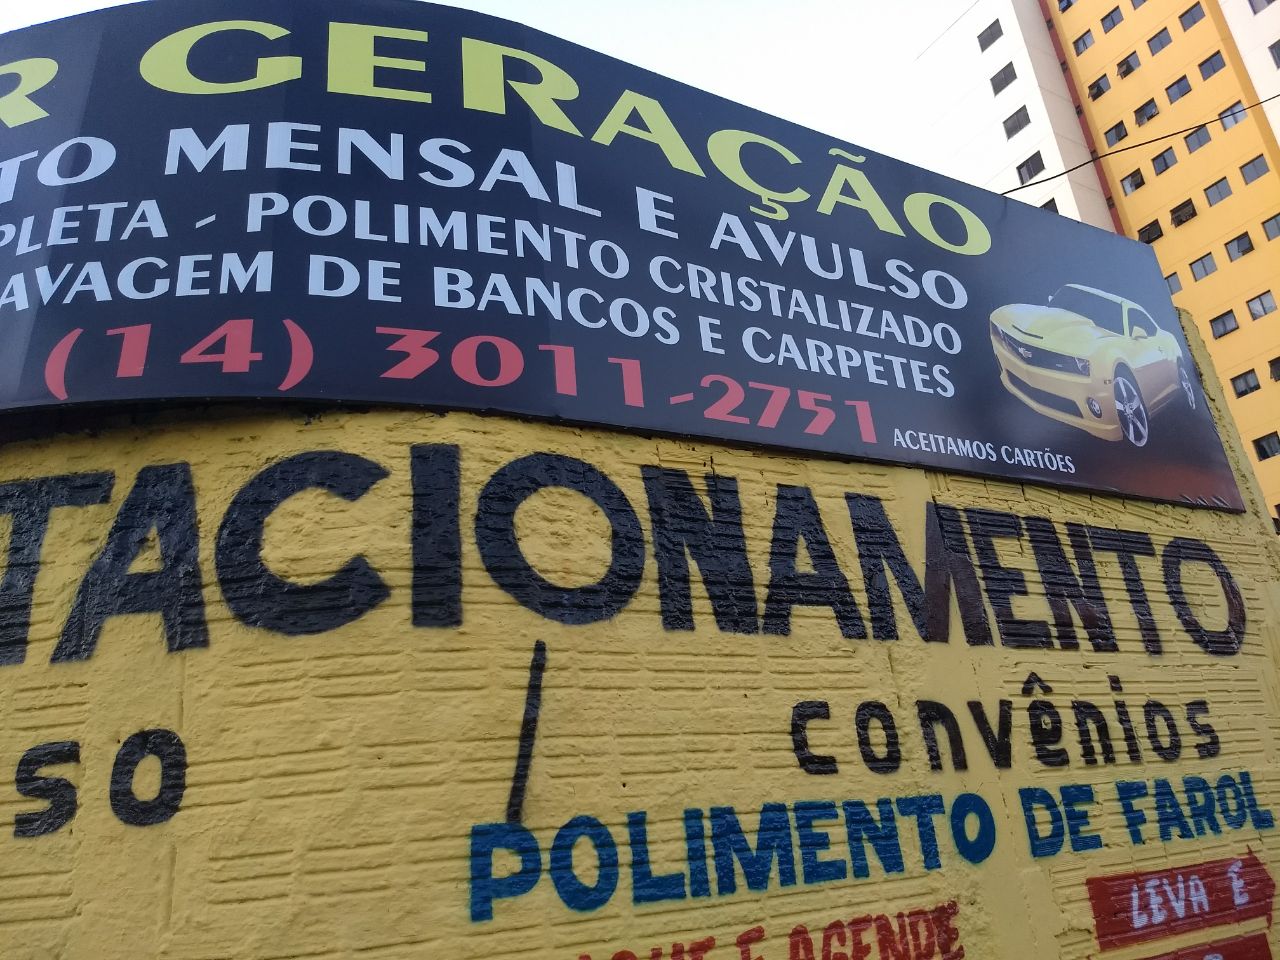 R GERAÇÃO
TO MENSAL E AVULSO
PLETA - POLIMENTO CRISTALIZADO
AVAGEM DE BANCOS E CARPETES
(14) 3011-2751
ACEITAMOS CARTÕES
TACIONAMENTO
so / convênios
POLIMENTO DE FAROL
LEVA E
E AGENDE